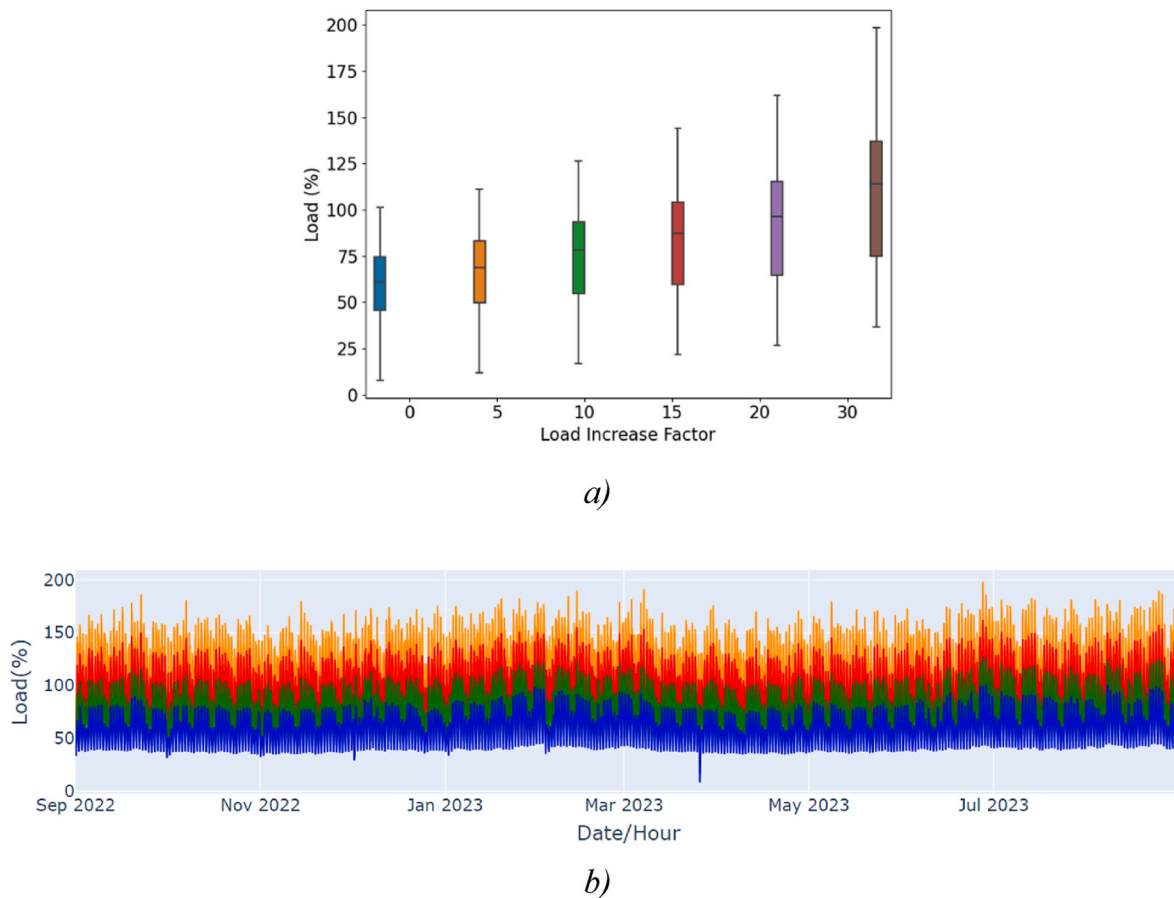 200
175
150
125
100
75
50
25
0
Load (%)
0 5 10 15 20 30
Load Increase Factor
a)
200
150
100
50
0
Load(%)
Sep 2022 Nov 2022 Jan 2023 Mar 2023 May 2023 Jul 2023
Date/Hour
b)